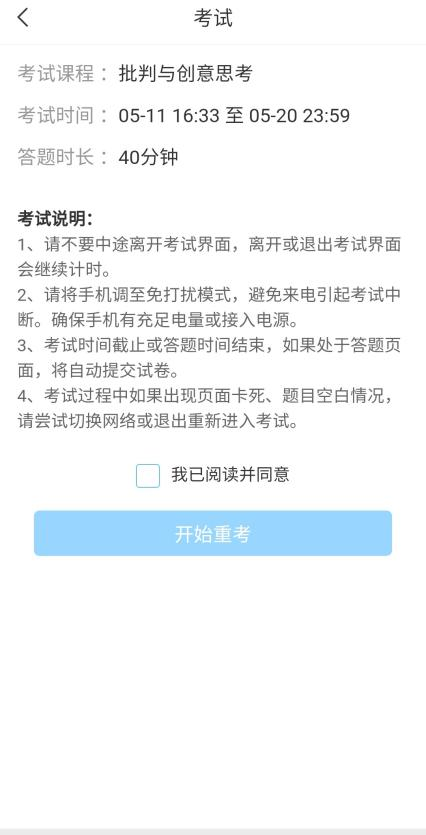 考试
考试课程：批判与创意思考
考试时间：05-11 16:33 至 05-20 23:59
答题时长：40分钟
考试说明：
1、请不要中途离开考试界面，离开或退出考试界面
会继续计时。
2、请将手机调至免打扰模式，避免来电引起考试中
断。确保手机有充足电量或接入电源。
3、考试时间截止或答题时间结束，如果处于答题页
面，将自动提交试卷。
4、考试过程中如果出现页面卡死、题目空白情况，
请尝试切换网络或退出重新进入考试。
我已阅读并同意
开始重考